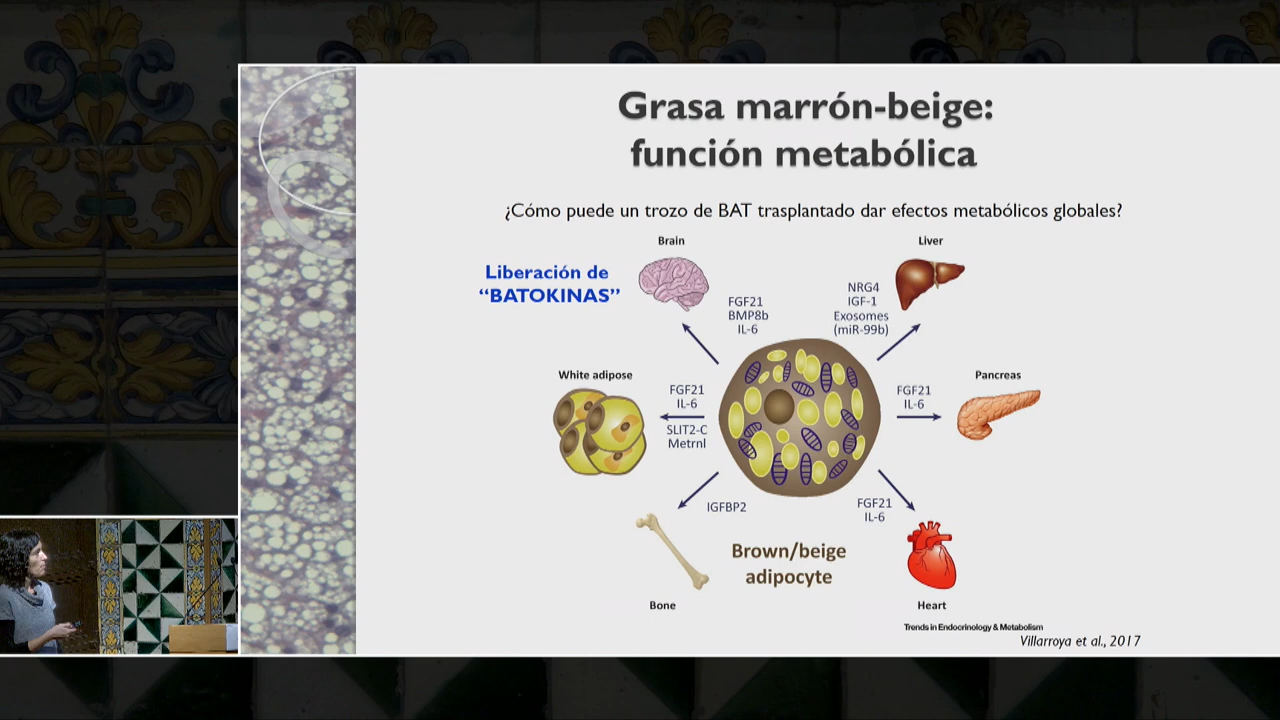 Grasa marrón-beige:
función metabólica
¿Cómo puede un trozo de BAT trasplantado dar efectos metabólicos globales?
Liberación de
“BATOKINAS”
Brain
FGF21
BMP8b
IL-6
Liver
NRG4
IGF-1
Exosomes
(miR-99b)
White adipose
FGF21
IL-6
SLIT2-C
Metrnl
FGF21
IL-6
Pancreas
IGFBP2
Bone
Brown/beige
adipocyte
FGF21
IL-6
Heart
Trends in Endocrinology & Metabolism
Villarroya et al., 2017